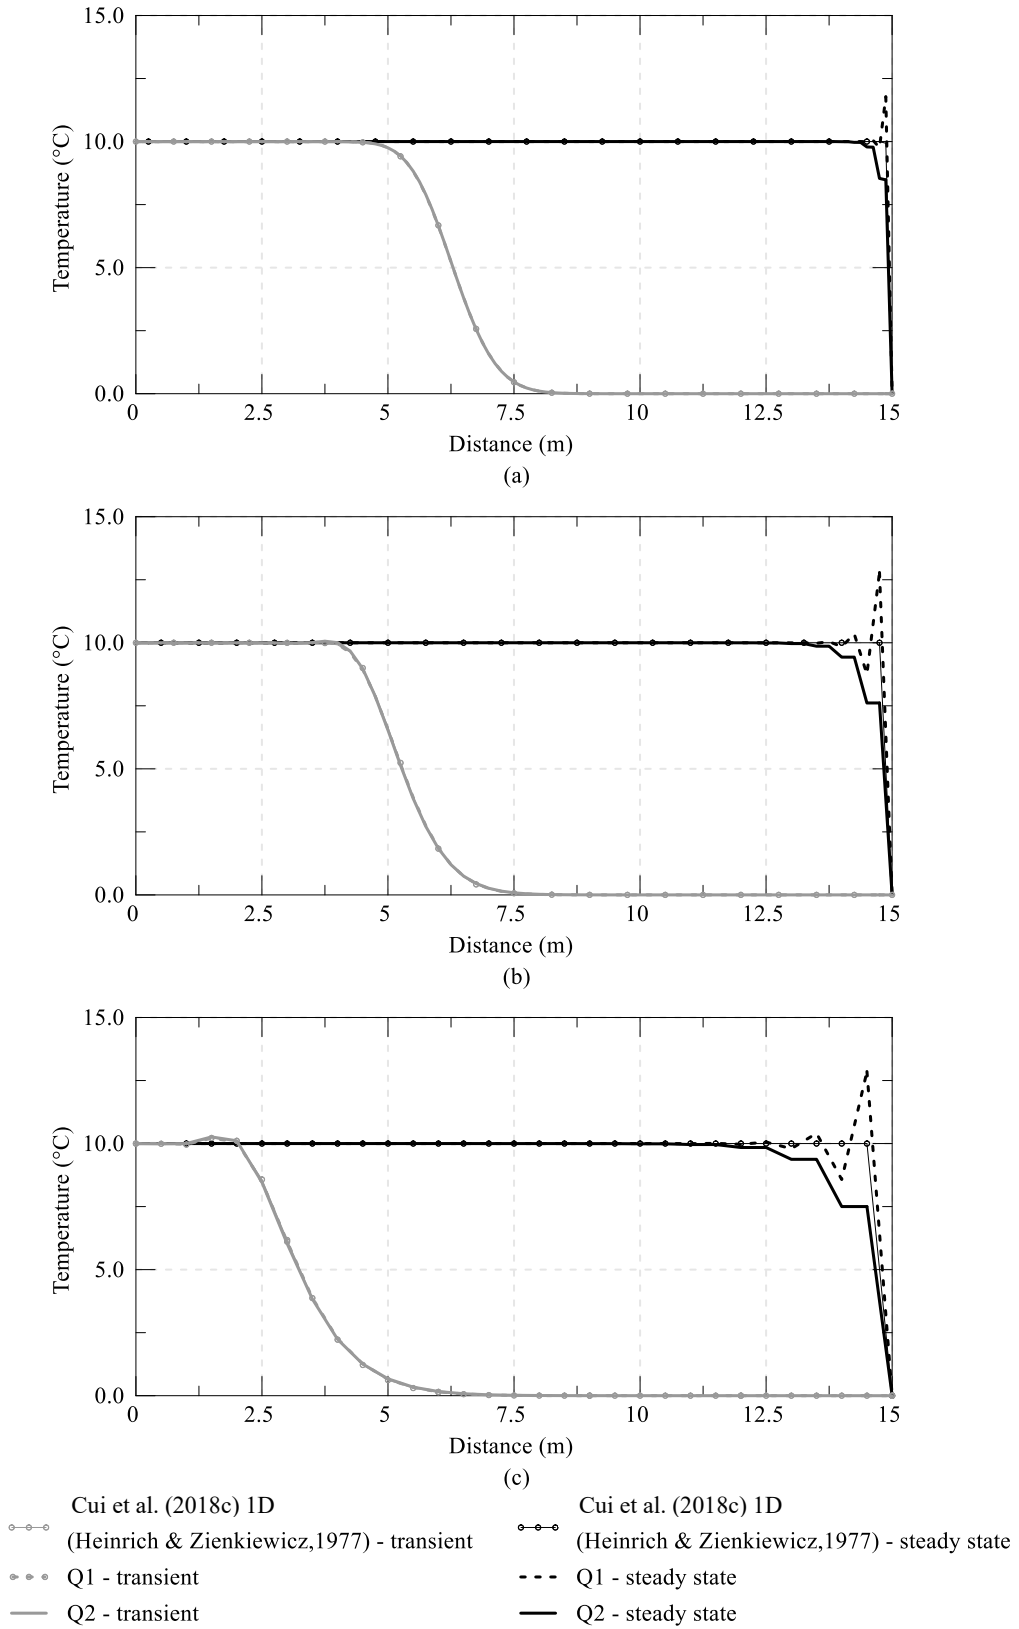 15.0
10.0
5.0
0.0
Temperature (°C)
0 2.5 5 7.5 10 12.5 15
Distance (m)
(a)
15.0
10.0
5.0
0.0
Temperature (°C)
0 2.5 5 7.5 10 12.5 15
Distance (m)
(b)
15.0
10.0
5.0
0.0
Temperature (°C)
0 2.5 5 7.5 10 12.5 15
Distance (m)
(c)
Cui et al. (2018c) 1D
(Heinrich & Zienkiewicz,1977) - transient
Q1 - transient
Q2 - transient
Cui et al. (2018c) 1D
(Heinrich & Zienkiewicz,1977) - steady state
Q1 - steady state
Q2 - steady state